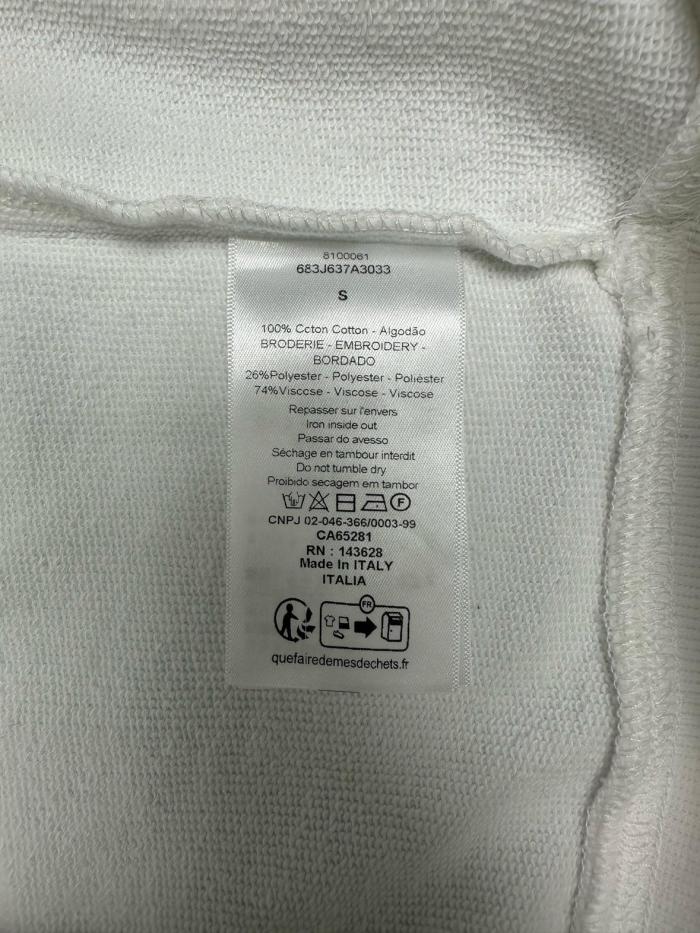 8100061
683J637A3033
S
100% Ccton Cotton - Algodão
BRODERIE - EMBROIDERY -
BORDADO
26%Polyester - Polyester - Poliéster
74%Visccse - Viscose - Viscose
Repasser sur l'envers
Iron inside out
Passar do avesso
Séchage en tambour interdit
Do not tumble dry
Proibido secagem em tambor
F
CNPJ 02-046-366/0003-99
CA65281
RN : 143628
Made In ITALY
ITALIA
FR
quefairedemesdechets.fr